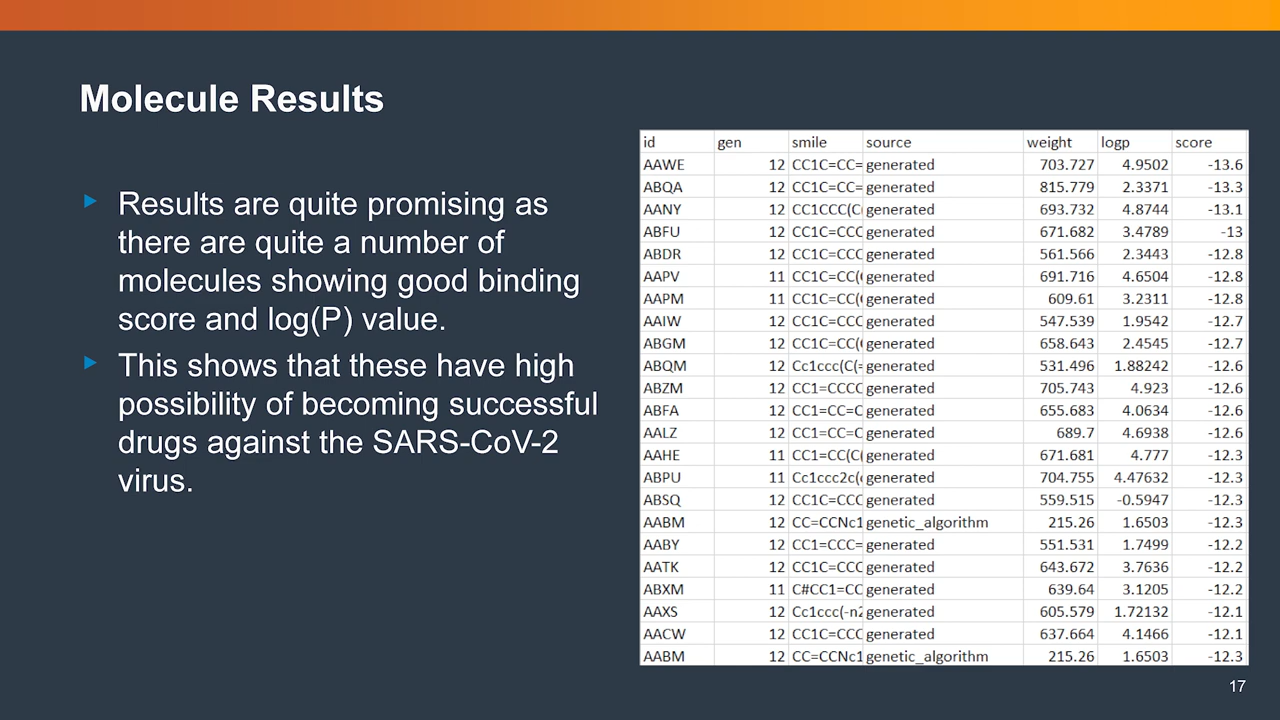 Molecule Results
Results are quite promising as
there are quite a number of
molecules showing good binding
score and log(P) value.
This shows that these have high
possibility of becoming successful
drugs against the SARS-CoV-2
virus.
id gen smile source weight logp score
AAWE 12 CC1C=CC= generated 703.727 4.9502 -13.6
ABQA 12 CC1C=CC= generated 815.779 2.3371 -13.3
AANY 12 CC1CCC(C generated 693.732 4.8744 -13.1
ABFU 12 CC1C=CCC generated 671.682 3.4789 -13
ABDR 12 CC1C=CCC generated 561.566 2.3443 -12.8
AAPV 11 CC1C=CC(C generated 691.716 4.6504 -12.8
AAPM 11 CC1C=CC(C generated 609.61 3.2311 -12.8
AAIW 12 CC1C=CCC generated 547.539 1.9542 -12.7
ABGM 12 CC1C=CC(C generated 658.643 2.4545 -12.7
ABQM 12 Cc1ccc(C(= generated 531.496 1.88242 -12.6
ABZM 12 CC1=CCCC generated 705.743 4.923 -12.6
ABFA 12 CC1=CC=C generated 655.683 4.0634 -12.6
AALZ 12 CC1=CC=C generated 689.7 4.6938 -12.6
AAHE 11 CC1=CC(C( generated 671.681 4.777 -12.3
ABPU 11 Cc1ccc2c(c generated 704.755 4.47632 -12.3
ABSQ 12 CC1C=CCC generated 559.515 -0.5947 -12.3
AABM 12 CC=CCNc1 genetic_algorithm 215.26 1.6503 -12.3
AABY 12 CC1=CCC= generated 551.531 1.7499 -12.2
AATK 12 CC1C=CCC generated 643.672 3.7636 -12.2
ABXM 11 C#CC1=CC generated 639.64 3.1205 -12.2
AAXS 12 Cc1ccc(-n2 generated 605.579 1.72132 -12.1
AACW 12 CC1C=CCC generated 637.664 4.1466 -12.1
AABM 12 CC=CCNc1 genetic_algorithm 215.26 1.6503 -12.3
17